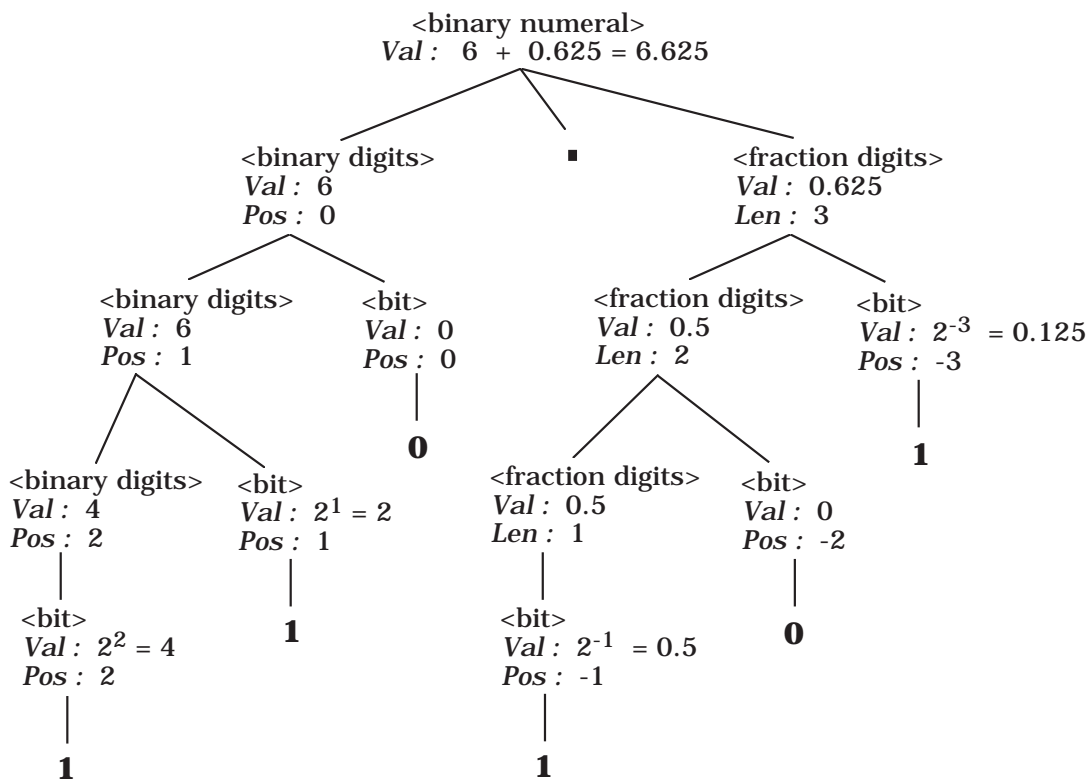 <binary numeral>
Val : 6 + 0.625 = 6.625
<binary digits>
Val : 6
Pos : 0
.
<fraction digits>
Val : 0.625
Len : 3
<binary digits>
Val : 6
Pos : 1
<bit>
Val : 0
Pos : 0
0
<fraction digits>
Val : 0.5
Len : 2
<bit>
Val : 2⁻³ = 0.125
Pos : -3
1
<binary digits>
Val : 4
Pos : 2
<bit>
Val : 2¹ = 2
Pos : 1
1
<fraction digits>
Val : 0.5
Len : 1
<bit>
Val : 0
Pos : -2
0
<bit>
Val : 2² = 4
Pos : 2
1
<bit>
Val : 2⁻¹ = 0.5
Pos : -1
1